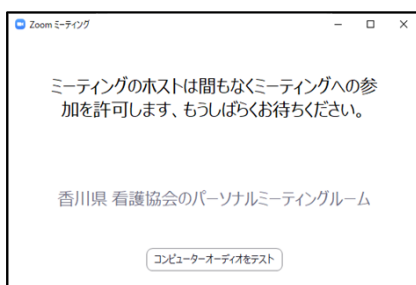 Zoom ミーティング
ミーティングのホストは間もなくミーティングへの参
加を許可します、もうしばらくお待ちください。
香川県 看護協会のパーソナルミーティングルーム
コンピューターオーディオをテスト